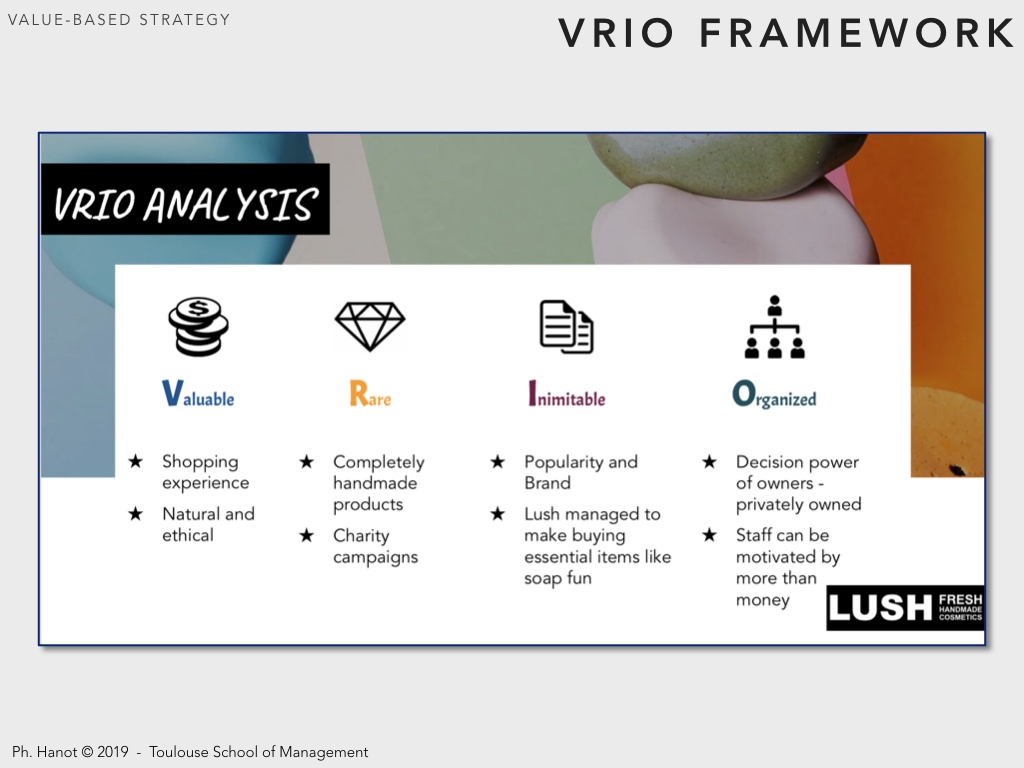 VALUE-BASED STRATEGY
VRIO FRAMEWORK
VRIO ANALYSIS
$
Valuable
Shopping
experience
Natural and
ethical
Rare
Completely
handmade
products
Charity
campaigns
Inimitable
Popularity and
Brand
Lush managed to
make buying
essential items like
soap fun
Organized
Decision power
of owners -
privately owned
Staff can be
motivated by
more than
money
LUSH
FRESH
HANDMADE
COSMETICS
Ph. Hanot © 2019 - Toulouse School of Management